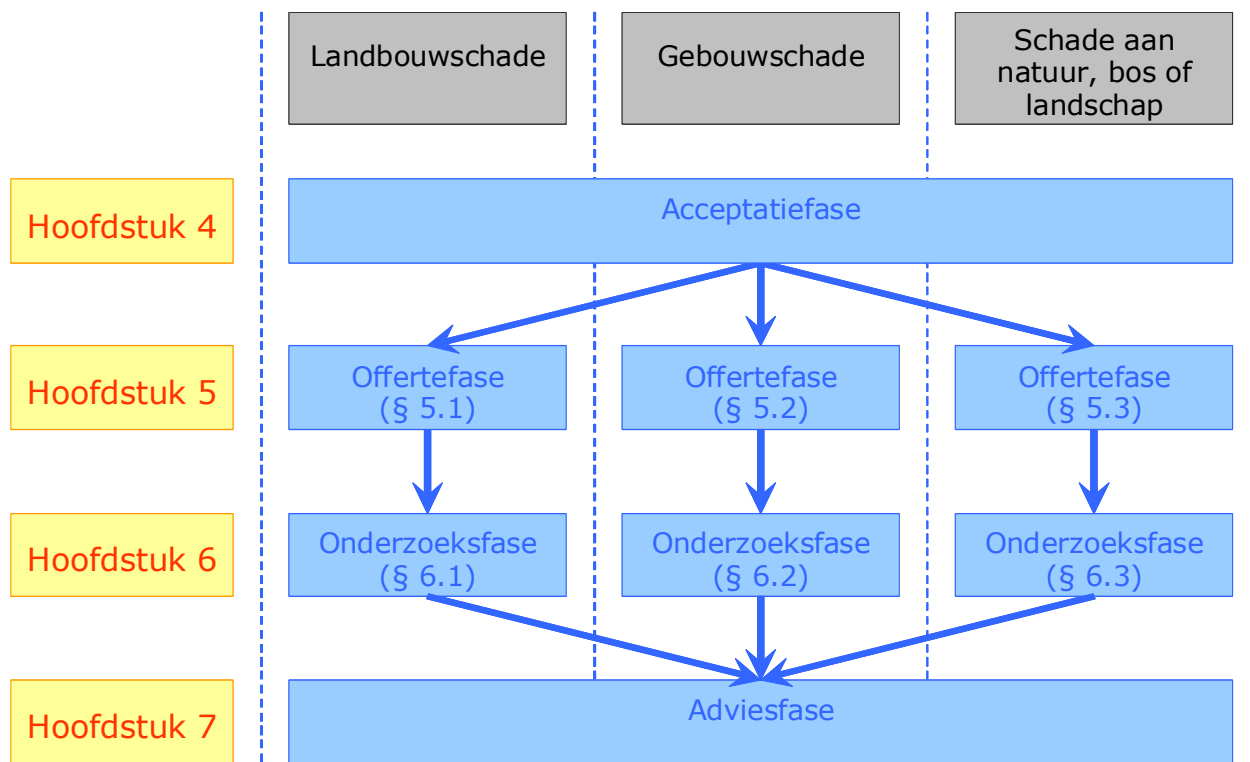 Landbouwschade
Gebouwschade
Schade aan
natuur, bos of
landschap
Hoofdstuk 4
Acceptatiefase
Hoofdstuk 5
Offertefase
(§ 5.1)
Offertefase
(§ 5.2)
Offertefase
(§ 5.3)
Hoofdstuk 6
Onderzoeksfase
(§ 6.1)
Onderzoeksfase
(§ 6.2)
Onderzoeksfase
(§ 6.3)
Hoofdstuk 7
Adviesfase